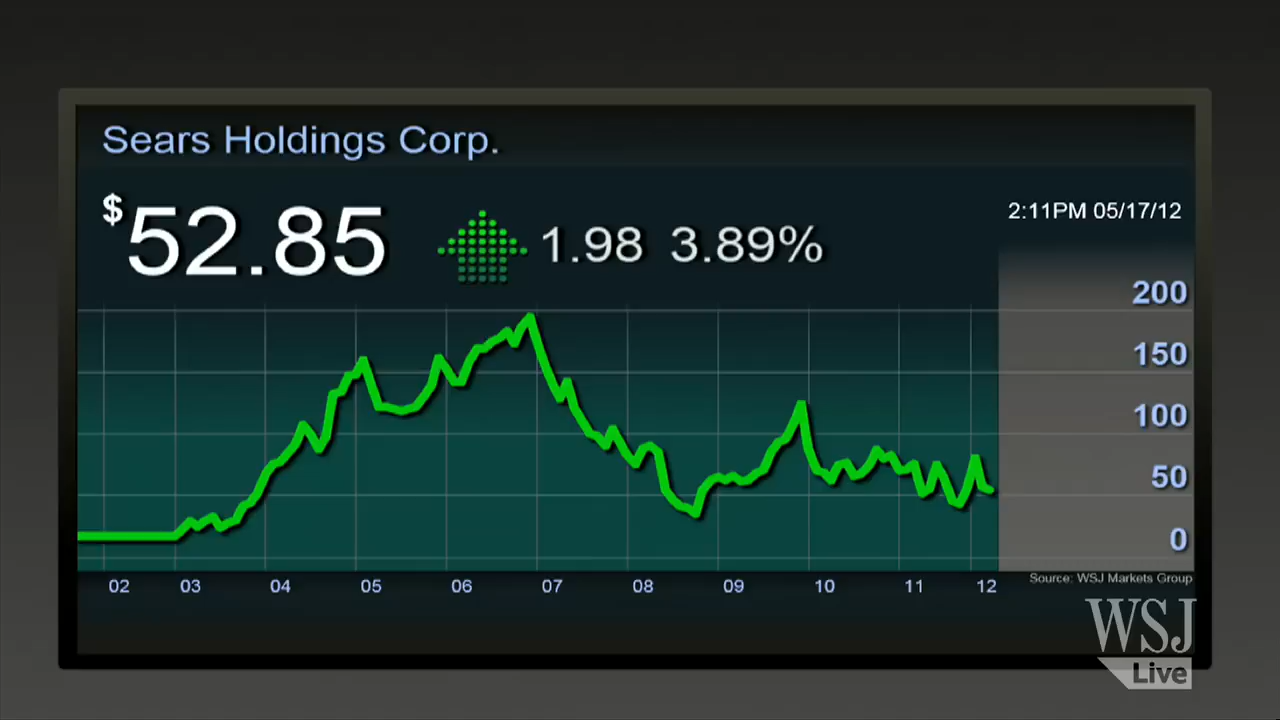 Sears Holdings Corp.
$52.85 1.98 3.89%
2:11PM 05/17/12
200
150
100
50
0
02 03 04 05 06 07 08 09 10 11 12
Source: WSJ Markets Group
WSJ
Live